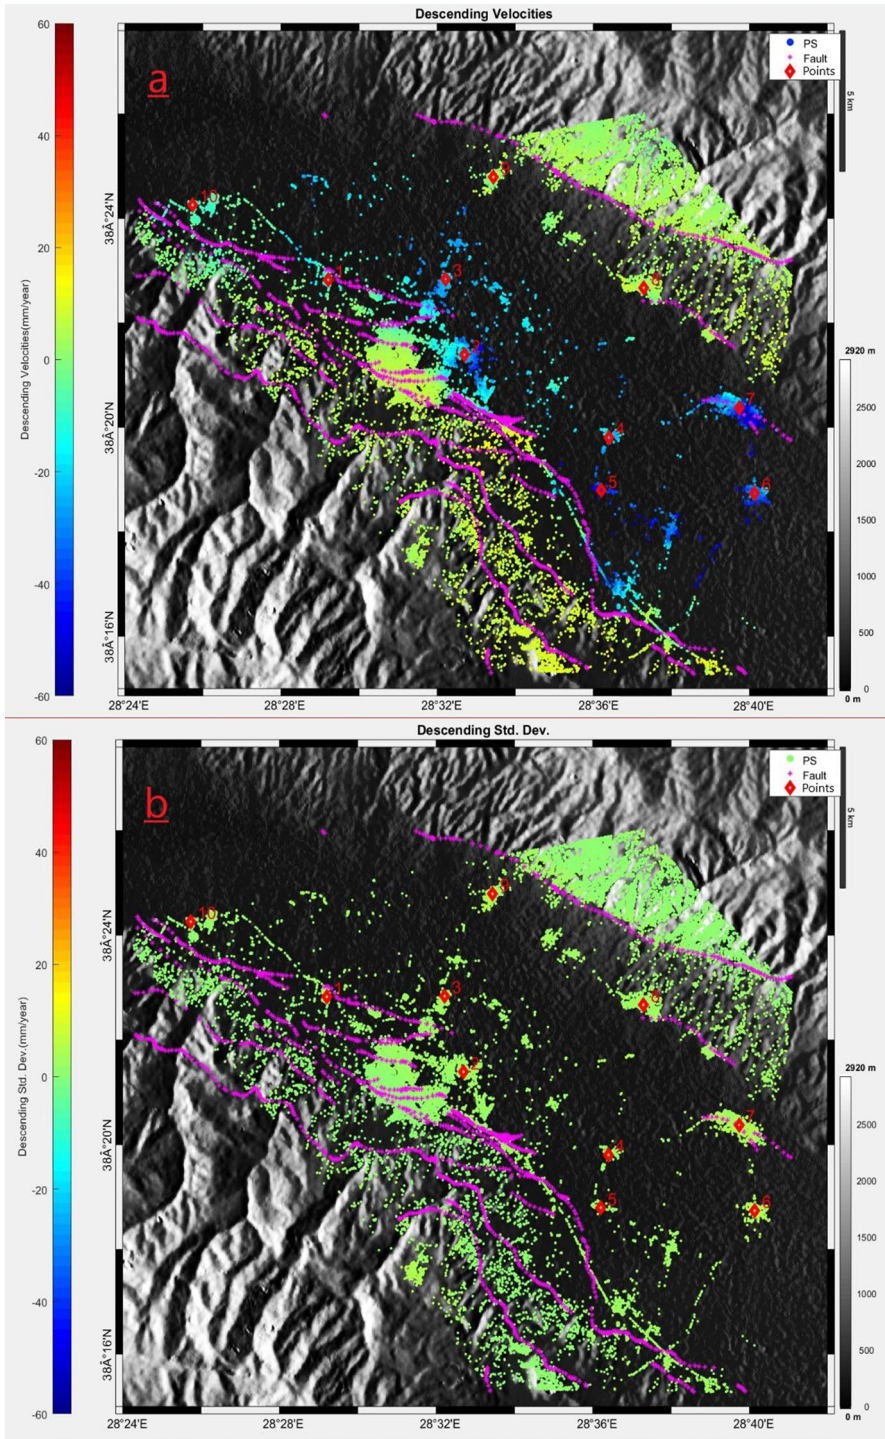 Descending Velocities
60
40
20
0
-20
-40
-60
Descending Velocities(mm/year)
a
PS
Fault
Points
5 km
38Â°24'N
38Â°20'N
38Â°16'N
10
1
3
2
9
8
7
4
5
6
2920 m
2500
2000
1500
1000
500
0
0 m
28°24'E
28°28'E
28°32'E
28°36'E
28°40'E
Descending Std. Dev.
60
40
20
0
-20
-40
-60
Descending Std. Dev.(mm/year)
b
PS
Fault
Points
5 km
38Â°24'N
38Â°20'N
38Â°16'N
10
1
3
2
9
8
7
4
5
6
2920 m
2500
2000
1500
1000
500
0
0 m
28°24'E
28°28'E
28°32'E
28°36'E
28°40'E